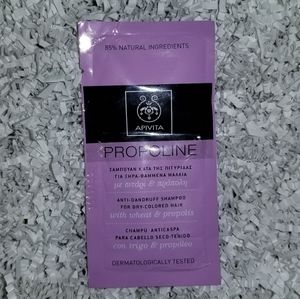 85% NATURAL INGREDIENTS
APIVITA
PROPOLINE
ΣΑΜΠΟΥΑΝ ΚΑΤΑ ΤΗΣ ΠΙΤΥΡΙΔΑΣ
ΓΙΑ ΞΗΡΑ-ΒΑΜΜΕΝΑ ΜΑΛΛΙΑ
με σιτάρι & πρόπολη
ANTI-DANDRUFF SHAMPOO
FOR DRY-COLORED HAIR
with wheat & propolis
CHAMPÚ ANTICASPA
PARA CABELLO SECO-TEÑIDO
con trigo & propóleo
DERMATOLOGICALLY TESTED